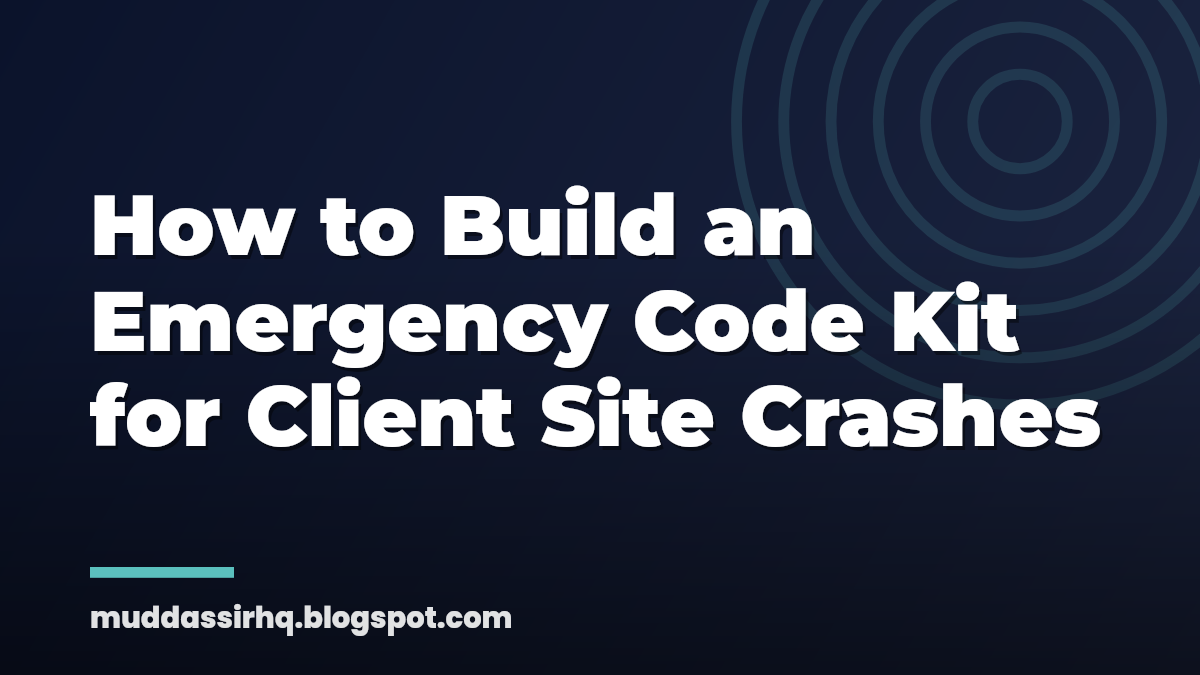 How to Build an
Emergency Code Kit
for Client Site Crashes
muddassirhq.blogspot.com